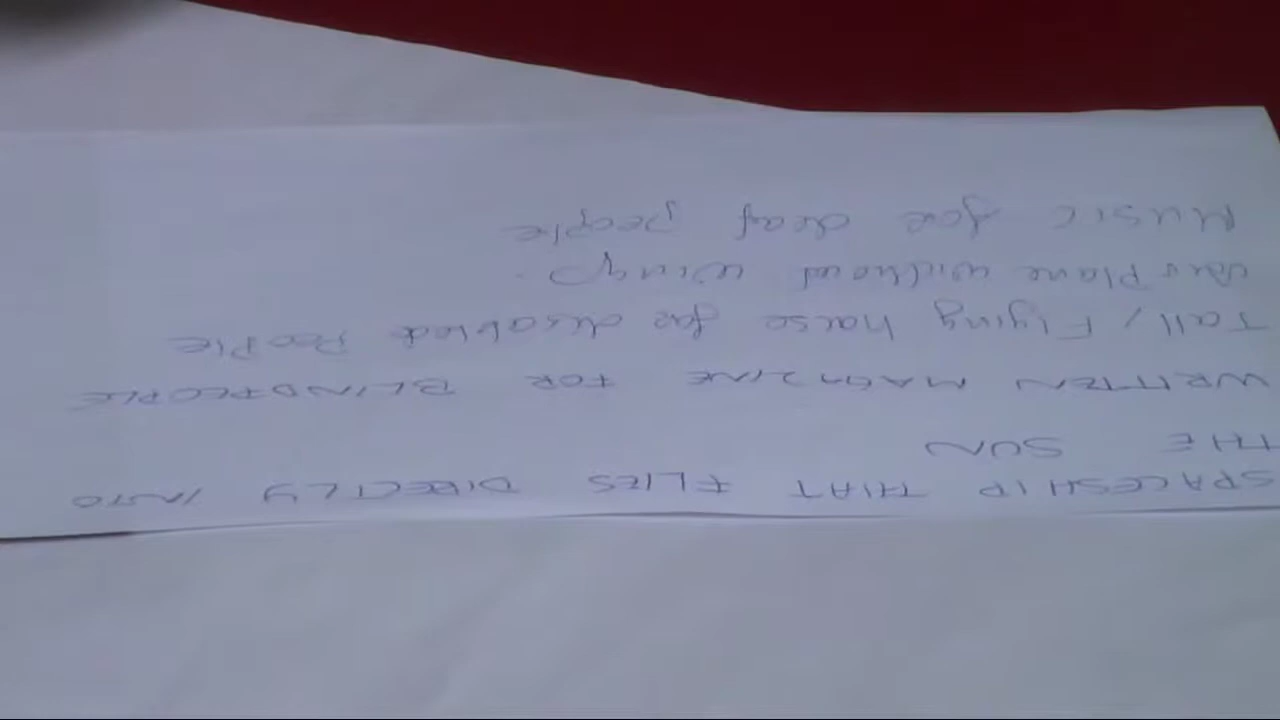 SPACESHIP THAT FLIES DIRECTLY INTO
THE SUN
WRITTEN MAGAZINE FOR BLINDPEOPLE
Tall / Flying horse for disabled PeoPle
Plane without wings.
Music for deaf people